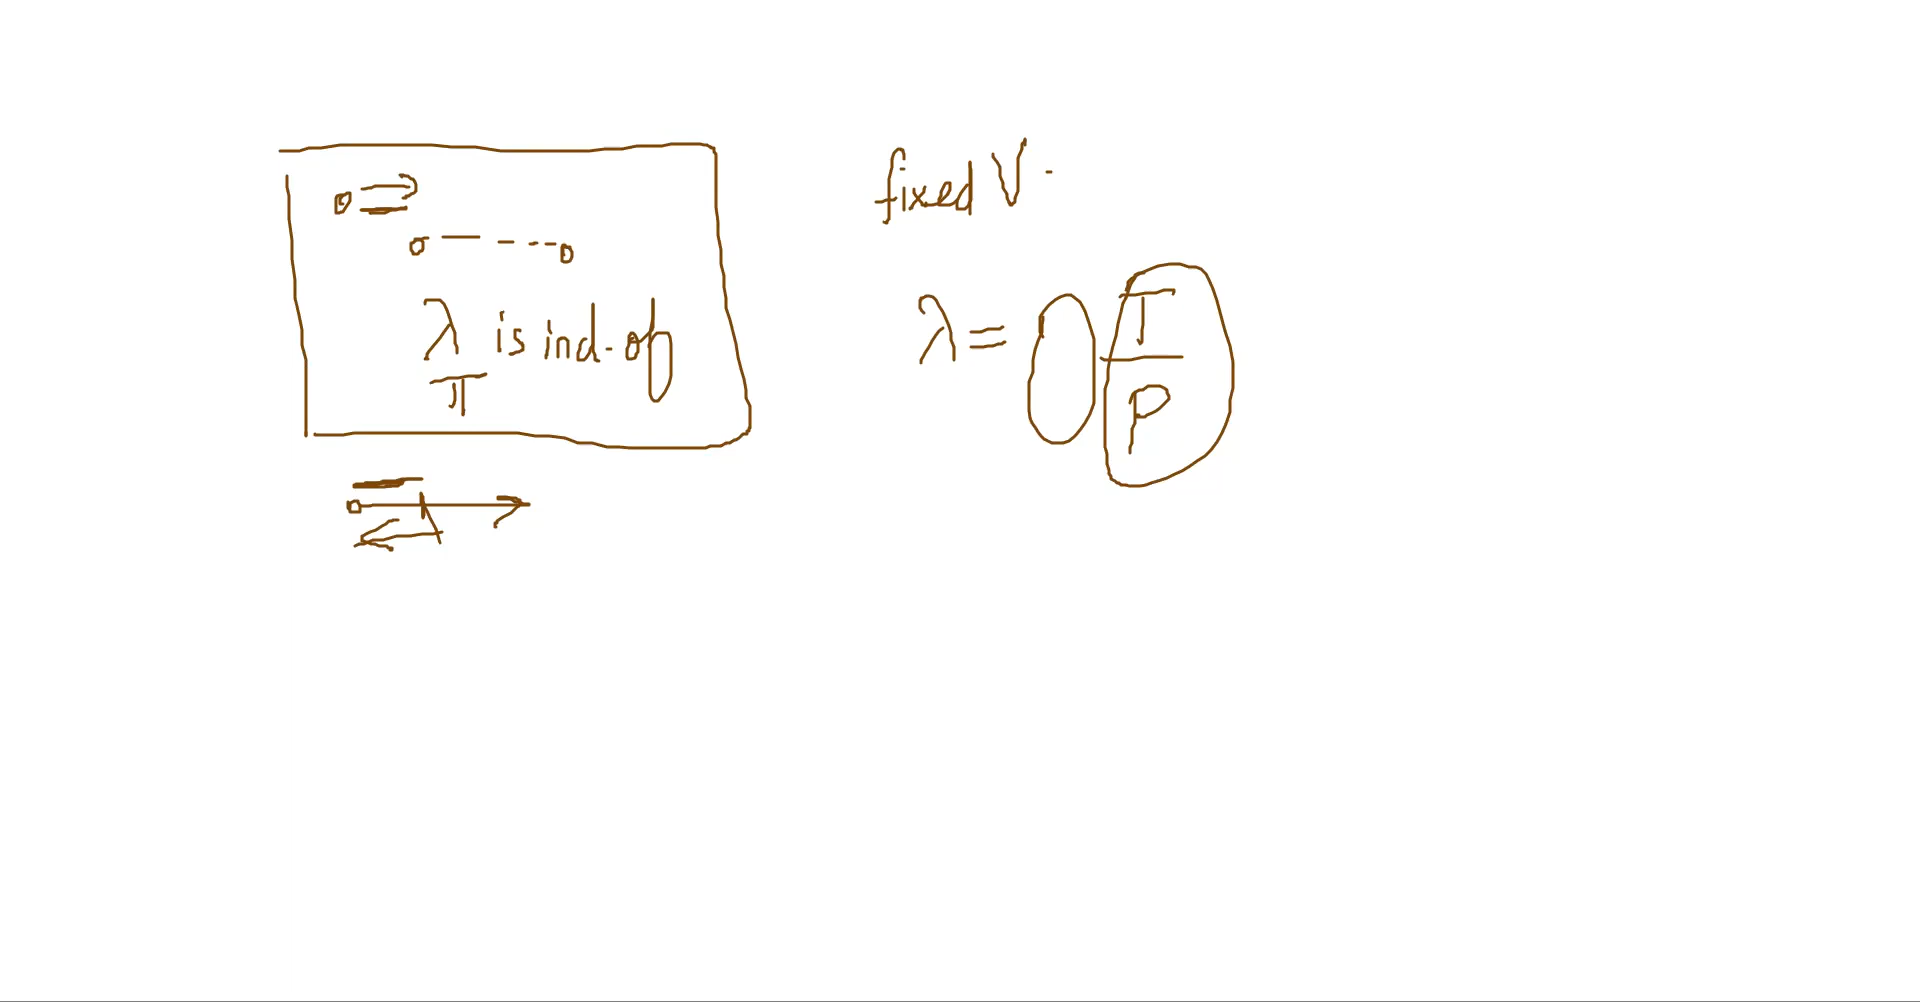 λ is ind. of
T
fixed V
λ = T/P